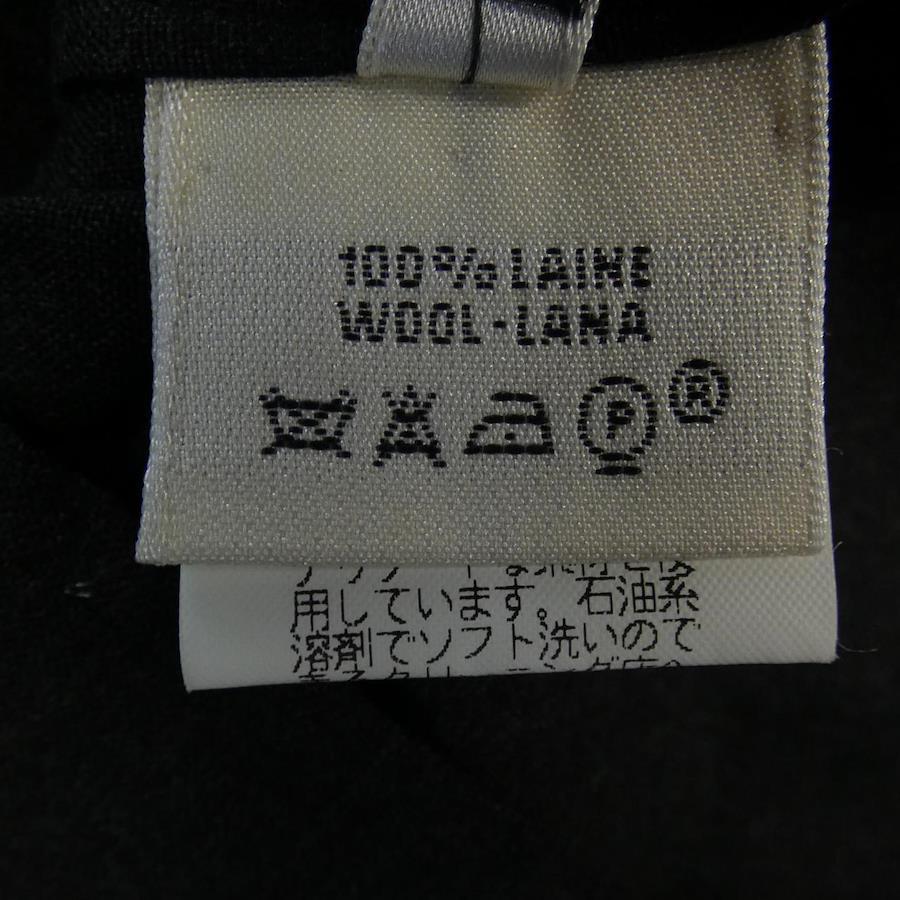 100% LAINE
WOOL-LANA
P
R
用しています。石油系
溶剤でソフト洗いので